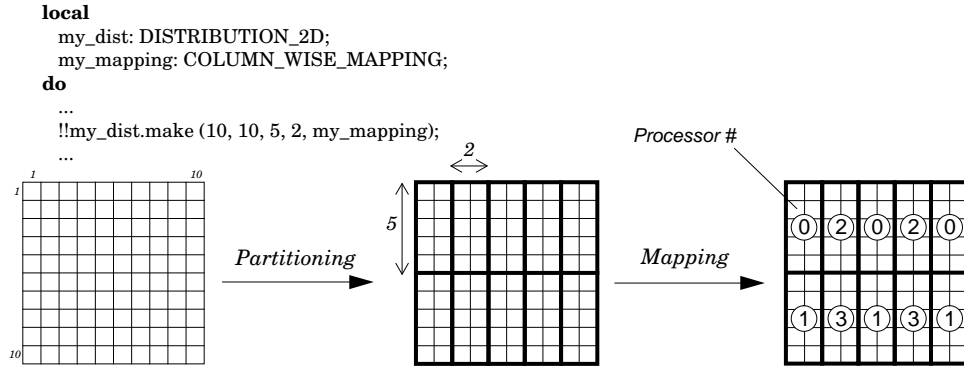 local
my_dist: DISTRIBUTION_2D;
my_mapping: COLUMN_WISE_MAPPING;
do
...
!!my_dist.make (10, 10, 5, 2, my_mapping);
...
Processor #
1 10
1
10
Partitioning
2
5
Mapping
0 2 0 2 0
1 3 1 3 1